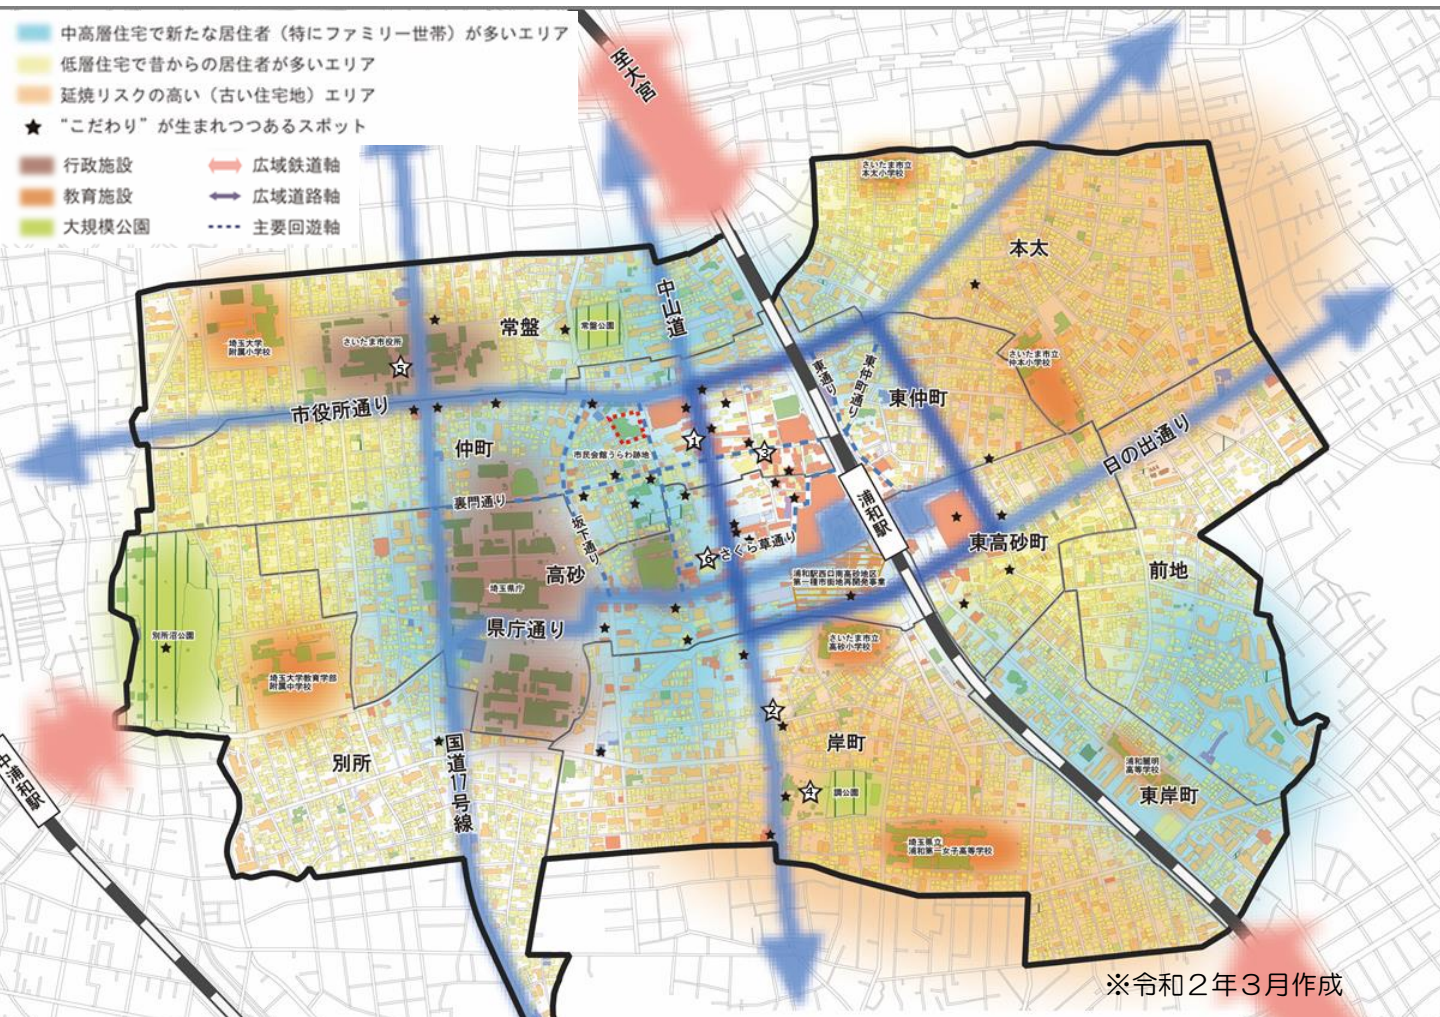 中高層住宅で新たな居住者（特にファミリー世帯）が多いエリア
低層住宅で昔からの居住者が多いエリア
延焼リスクの高い（古い住宅地）エリア
★ “こだわり”が生まれつつあるスポット
行政施設
広域鉄道軸
教育施設
広域道路軸
大規模公園
主要回遊軸
至大宮
さいたま市立
本太小学校
本太
中山道
常盤
常盤公園
埼玉大学
附属小学校
さいたま市役所
5
東通り
東仲町通り
さいたま市立
仲本小学校
東仲町
市役所通り
仲町
市民会館うらわ跡地
1
3
日の出通り
裏門通り
坂下通り
浦和駅
さくら草通り
6
東高砂町
前地
高砂
埼玉県庁
浦和駅西口南高砂地区
第一種市街地再開発事業
県庁通り
別所沼公園
さいたま市立
高砂小学校
埼玉大学教育学部
附属中学校
2
岸町
別所
国道17号線
中浦和駅
4
調公園
浦和麗明
高等学校
東岸町
埼玉県立
浦和第一女子高等学校
※令和２年３月作成